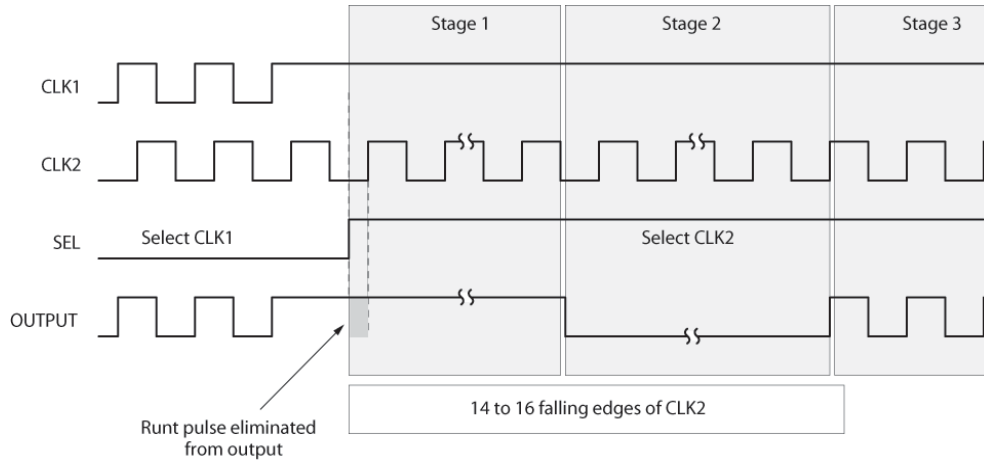 Stage 1
Stage 2
Stage 3
CLK1
CLK2
SEL
Select CLK1
Select CLK2
OUTPUT
14 to 16 falling edges of CLK2
Runt pulse eliminated
from output